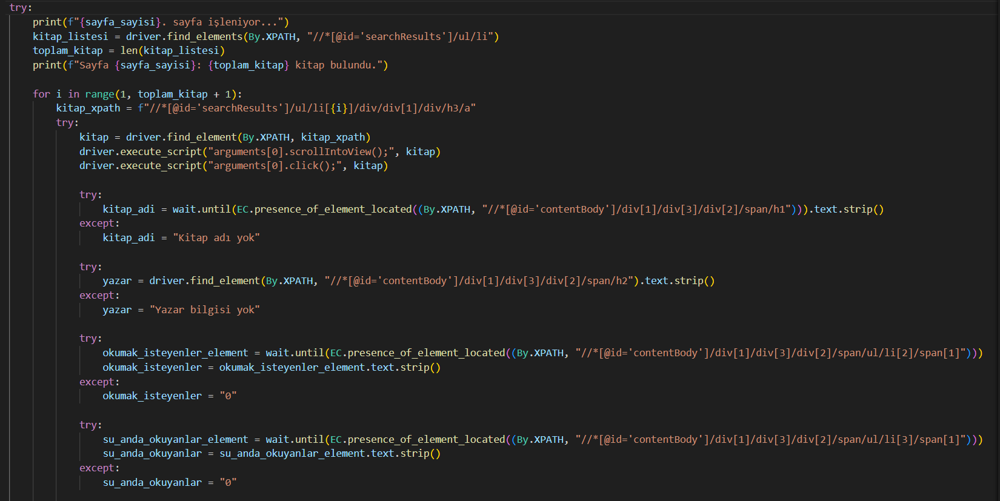 try:
    print(f"{sayfa_sayisi}. sayfa işleniyor...")
    kitap_listesi = driver.find_elements(By.XPATH, "//*[@id='searchResults']/ul/li")
    toplam_kitap = len(kitap_listesi)
    print(f"Sayfa {sayfa_sayisi}: {toplam_kitap} kitap bulundu.")

    for i in range(1, toplam_kitap + 1):
        kitap_xpath = f"//*[@id='searchResults']/ul/li[{i}]/div/div[1]/div/h3/a"
        try:
            kitap = driver.find_element(By.XPATH, kitap_xpath)
            driver.execute_script("arguments[0].scrollIntoView();", kitap)
            driver.execute_script("arguments[0].click();", kitap)

            try:
                kitap_adi = wait.until(EC.presence_of_element_located((By.XPATH, "//*[@id='contentBody']/div[1]/div[3]/div[2]/span/h1"))).text.strip()
            except:
                kitap_adi = "Kitap adı yok"

            try:
                yazar = driver.find_element(By.XPATH, "//*[@id='contentBody']/div[1]/div[3]/div[2]/span/h2").text.strip()
            except:
                yazar = "Yazar bilgisi yok"

            try:
                okumak_isteyenler_element = wait.until(EC.presence_of_element_located((By.XPATH, "//*[@id='contentBody']/div[1]/div[3]/div[2]/span/ul/li[2]/span[1]")))
                okumak_isteyenler = okumak_isteyenler_element.text.strip()
            except:
                okumak_isteyenler = "0"

            try:
                su_anda_okuyanlar_element = wait.until(EC.presence_of_element_located((By.XPATH, "//*[@id='contentBody']/div[1]/div[3]/div[2]/span/ul/li[3]/span[1]")))
                su_anda_okuyanlar = su_anda_okuyanlar_element.text.strip()
            except:
                su_anda_okuyanlar = "0"